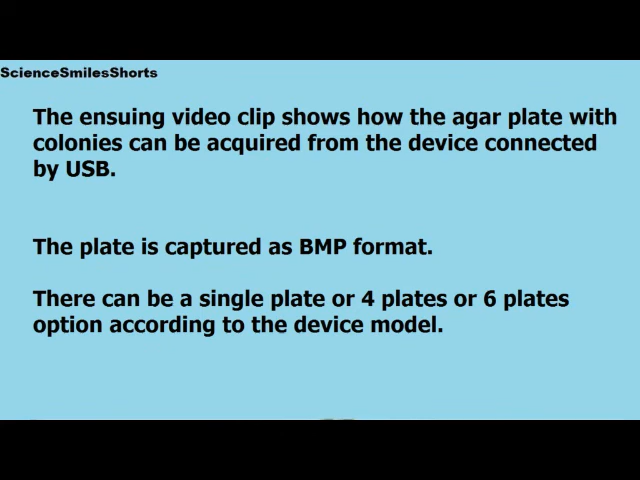 ScienceSmilesShorts
The ensuing video clip shows how the agar plate with
colonies can be acquired from the device connected
by USB.
The plate is captured as BMP format.
There can be a single plate or 4 plates or 6 plates
option according to the device model.